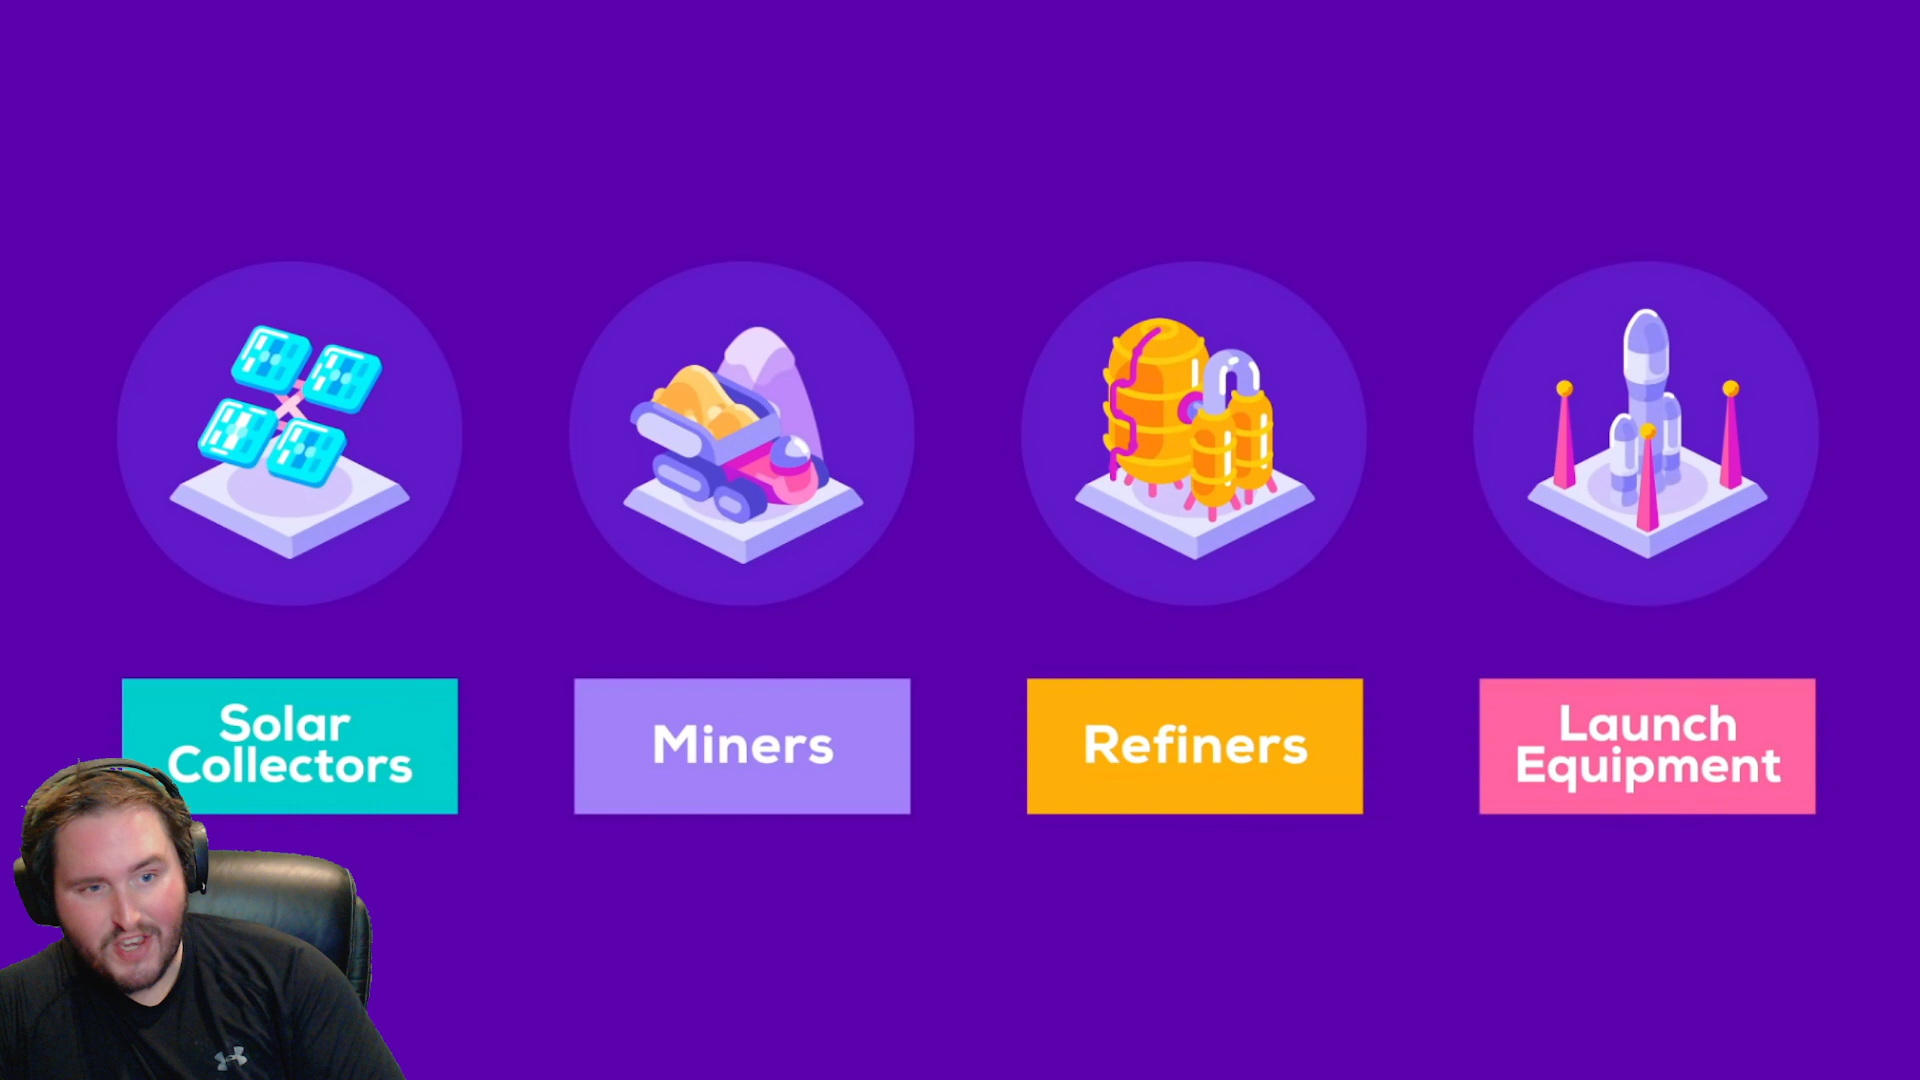 Solar
Collectors
Miners
Refiners
Launch
Equipment